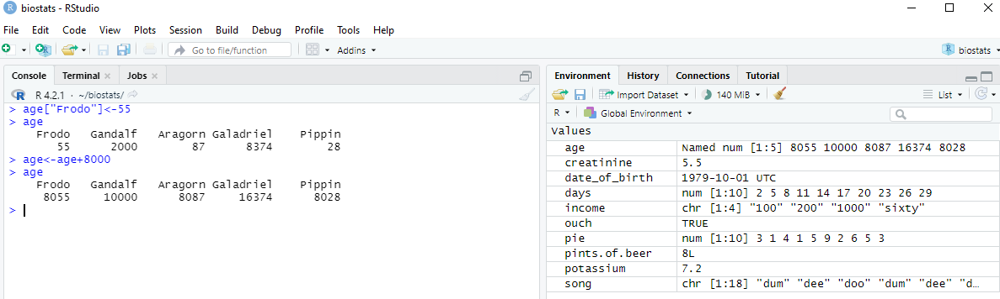 biostats - RStudio
File Edit Code View Plots Session Build Debug Profile Tools Help
Go to file/function Addins biostats
Console Terminal Jobs
R 4.2.1 · ~/biostats/
> age["Frodo"]<-55
> age
Frodo Gandalf Aragorn Galadriel Pippin
55 2000 87 8374 28
> age<-age+8000
> age
Frodo Gandalf Aragorn Galadriel Pippin
8055 10000 8087 16374 8028
>
Environment History Connections Tutorial
Import Dataset 140 MiB List
R Global Environment
Values
age Named num [1:5] 8055 10000 8087 16374 8028
creatinine 5.5
date_of_birth 1979-10-01 UTC
days num [1:10] 2 5 8 11 14 17 20 23 26 29
income chr [1:4] "100" "200" "1000" "sixty"
ouch TRUE
pie num [1:10] 3 1 4 1 5 9 2 6 5 3
pints.of.beer 8L
potassium 7.2
song chr [1:18] "dum" "dee" "doo" "dum" "dee" "d…